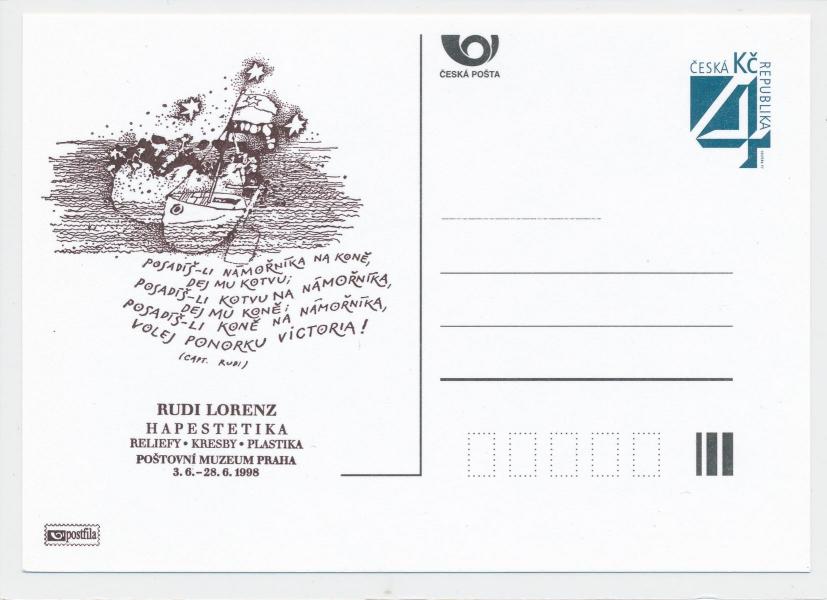 POSADÍŠ-LI NÁMOŘNÍKA NA KONĚ,
DEJ MU KOTVU;
POSADÍŠ-LI KOTVU NA NÁMOŘNÍKA,
DEJ MU KONĚ;
POSADÍŠ-LI KONĚ NA NÁMOŘNÍKA,
VOLEJ PONORKU VICTORIA!
(CAPT. RUDI)
RUDI LORENZ
HAPESTETIKA
RELIEFY • KRESBY • PLASTIKA
POŠTOVNÍ MUZEUM PRAHA
3. 6. – 28. 6. 1998
postfila
ČESKÁ POŠTA
ČESKÁ Kč
REPUBLIKA
4